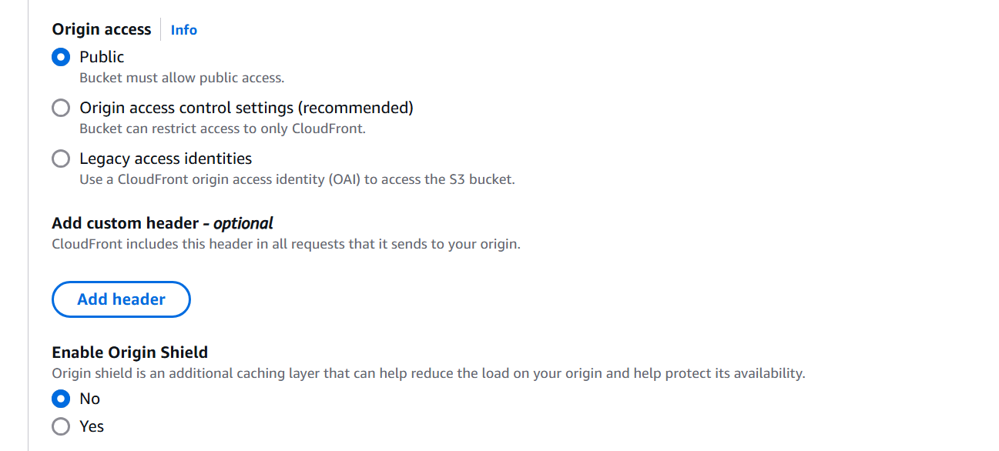 Origin access Info
Public
Bucket must allow public access.
Origin access control settings (recommended)
Bucket can restrict access to only CloudFront.
Legacy access identities
Use a CloudFront origin access identity (OAI) to access the S3 bucket.
Add custom header - optional
CloudFront includes this header in all requests that it sends to your origin.
Add header
Enable Origin Shield
Origin shield is an additional caching layer that can help reduce the load on your origin and help protect its availability.
No
Yes